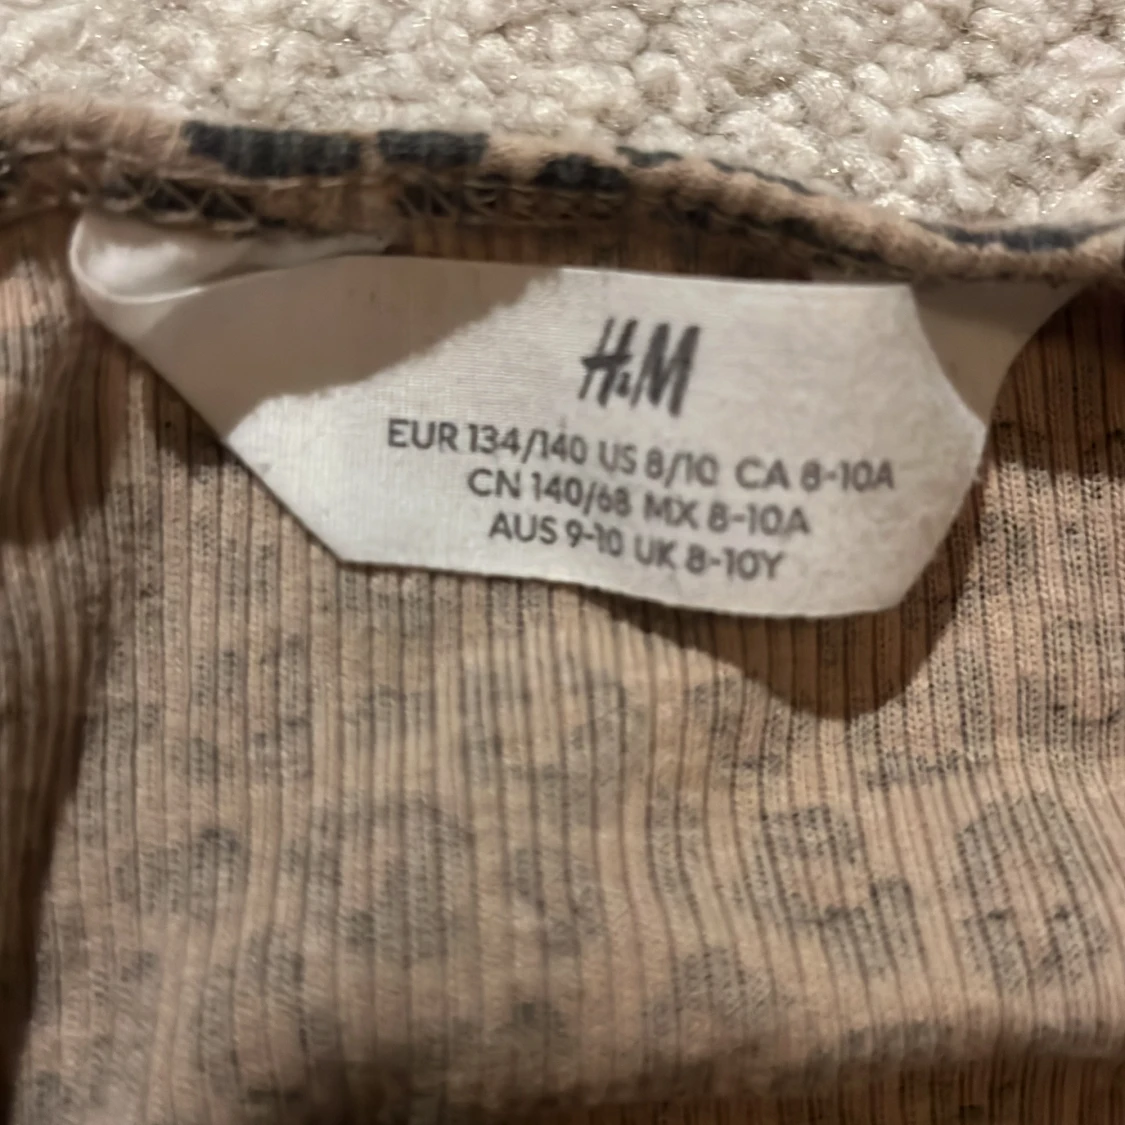 H&M
EUR 134/140 US 8/10 CA 8-10A
CN 140/68 MX 8-10A
AUS 9-10 UK 8-10Y